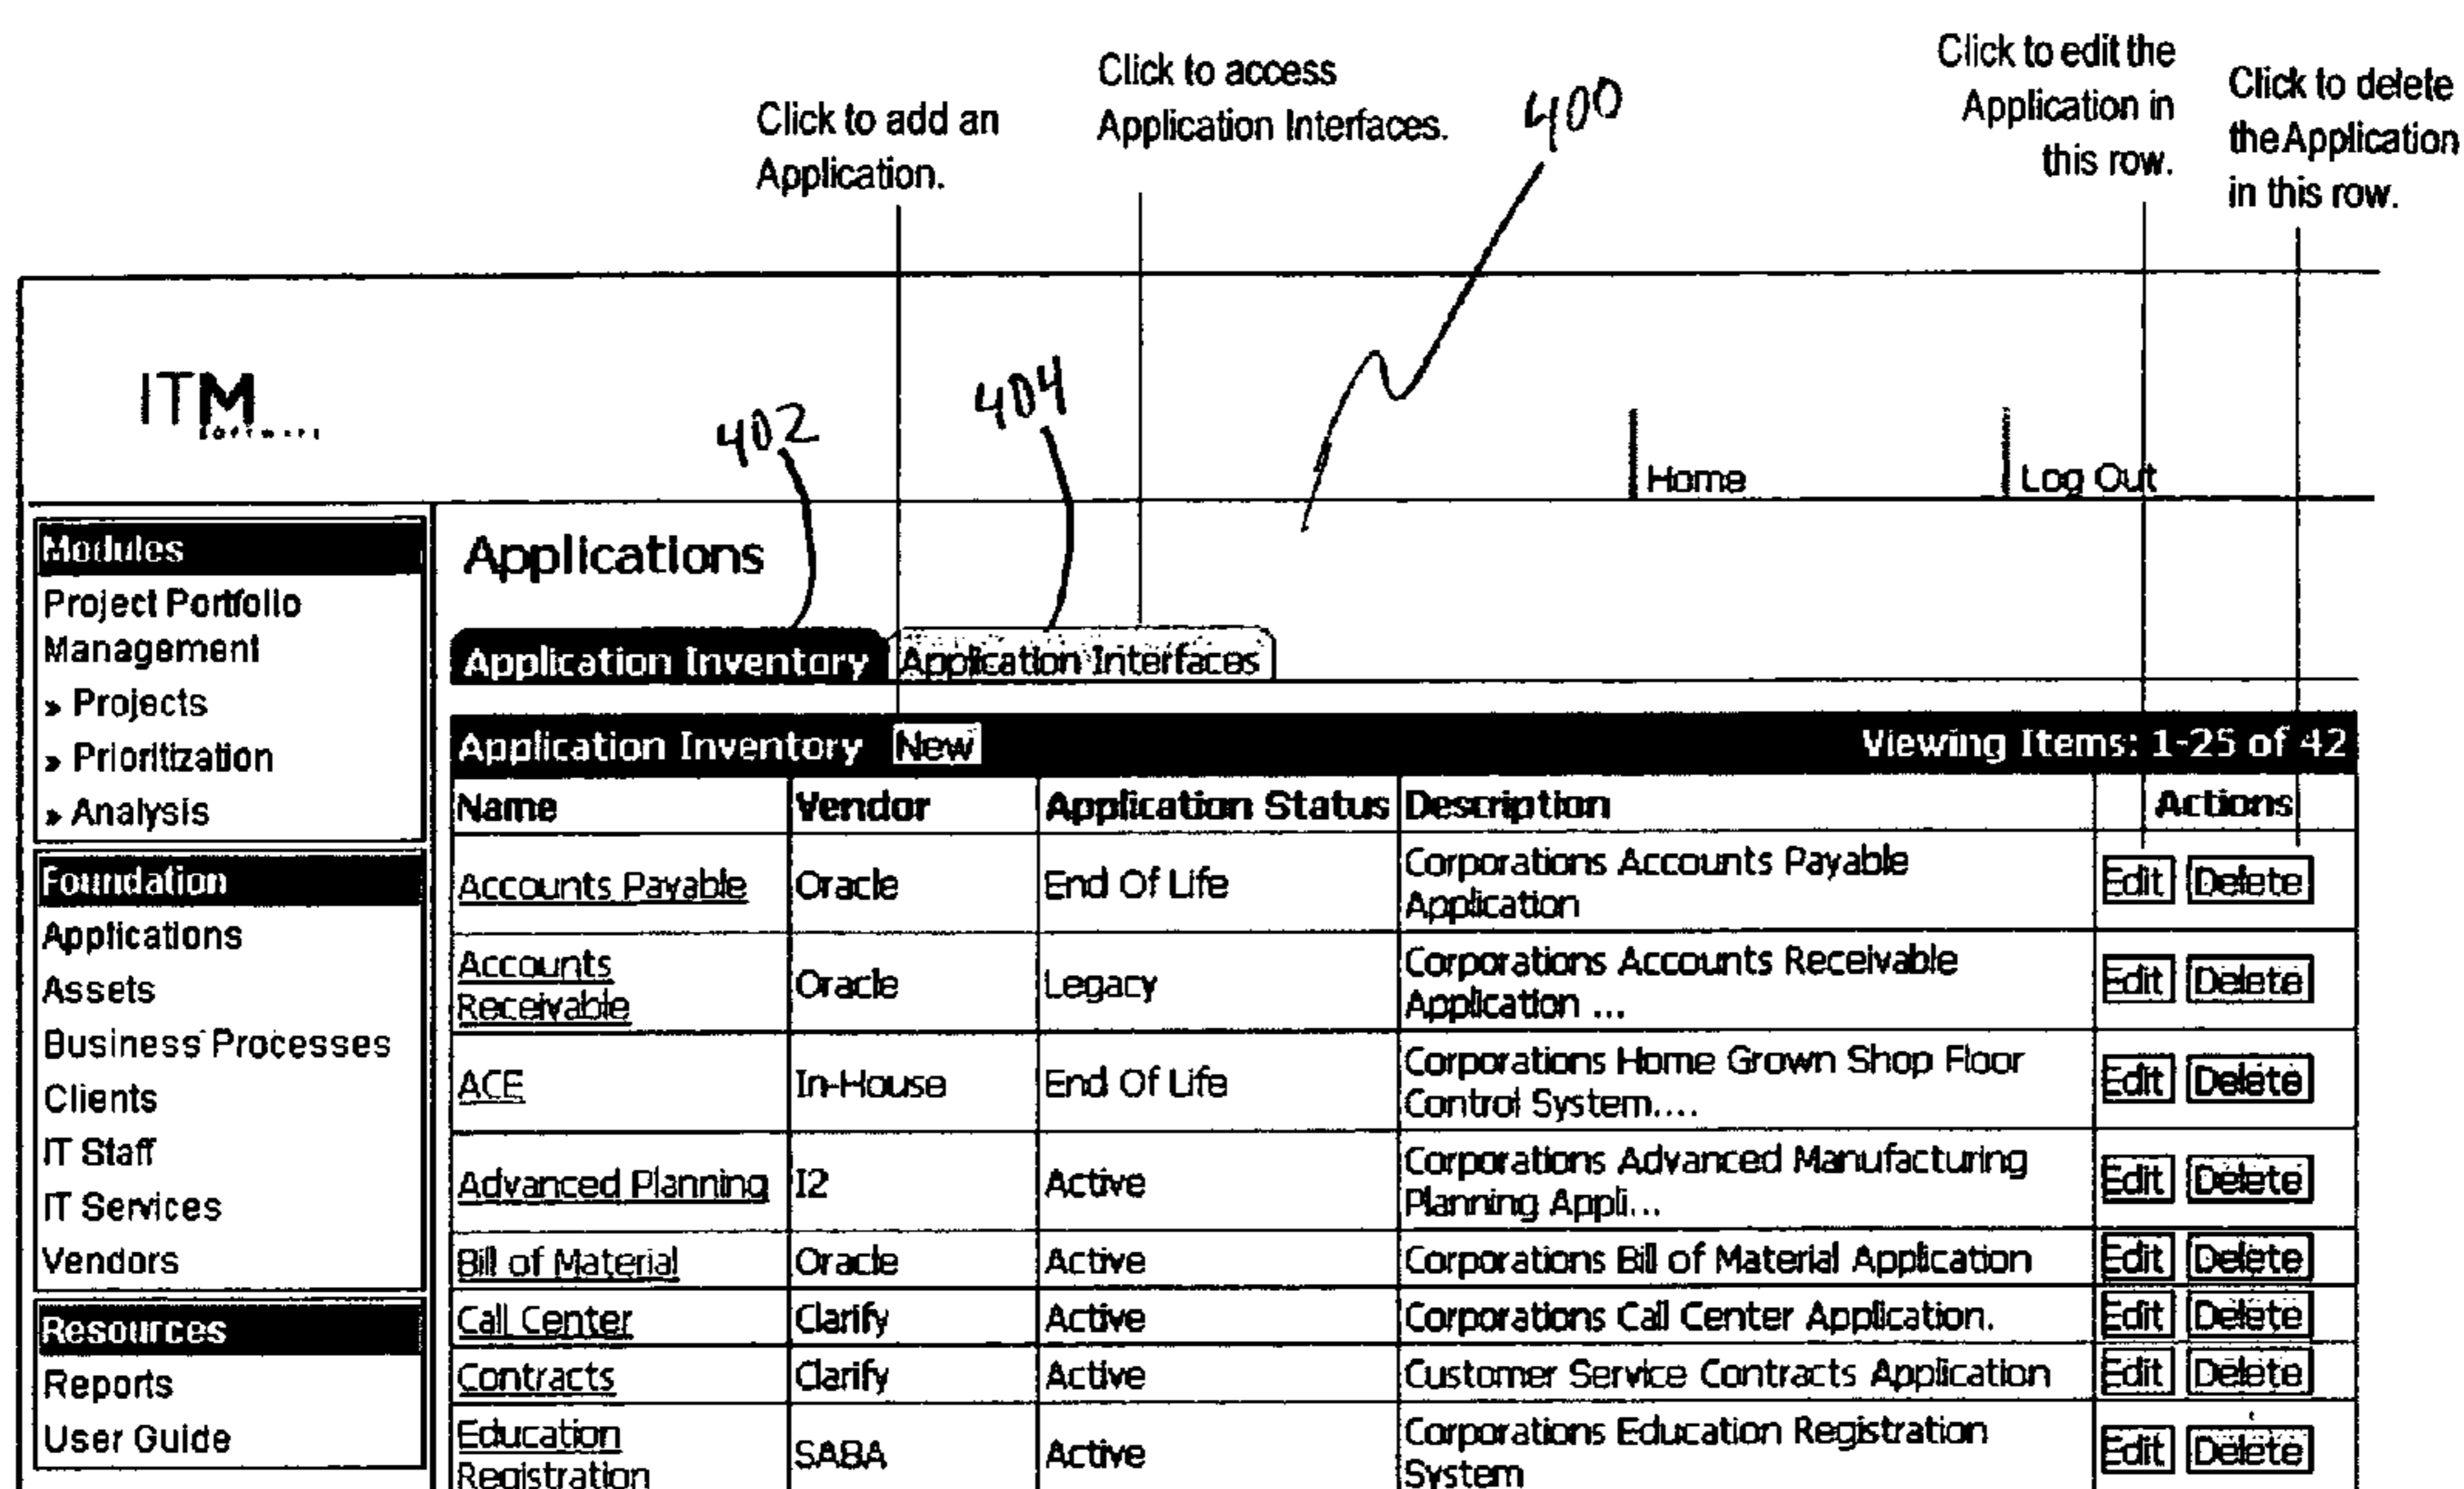 Click to add an
Application.
Click to access
Application Interfaces.
400
Click to edit the
Application in
this row.
Click to delete
the Application
in this row.
ITM
software
402
404
Home
Log Out
Modules
Project Portfolio
Management
» Projects
» Prioritization
» Analysis
Foundation
Applications
Assets
Business Processes
Clients
IT Staff
IT Services
Vendors
Resources
Reports
User Guide
Applications
Application Inventory Application Interfaces
Application Inventory New Viewing Items: 1-25 of 42
Name Vendor Application Status Description Actions
Accounts Payable Oracle End Of Life Corporations Accounts Payable
Application Edit Delete
Accounts
Receivable Oracle Legacy Corporations Accounts Receivable
Application ... Edit Delete
ACE In-House End Of Life Corporations Home Grown Shop Floor
Control System.... Edit Delete
Advanced Planning I2 Active Corporations Advanced Manufacturing
Planning Appli... Edit Delete
Bill of Material Oracle Active Corporations Bill of Material Application Edit Delete
Call Center Clarify Active Corporations Call Center Application. Edit Delete
Contracts Clarify Active Customer Service Contracts Application Edit Delete
Education
Registration SABA Active Corporations Education Registration
System Edit Delete